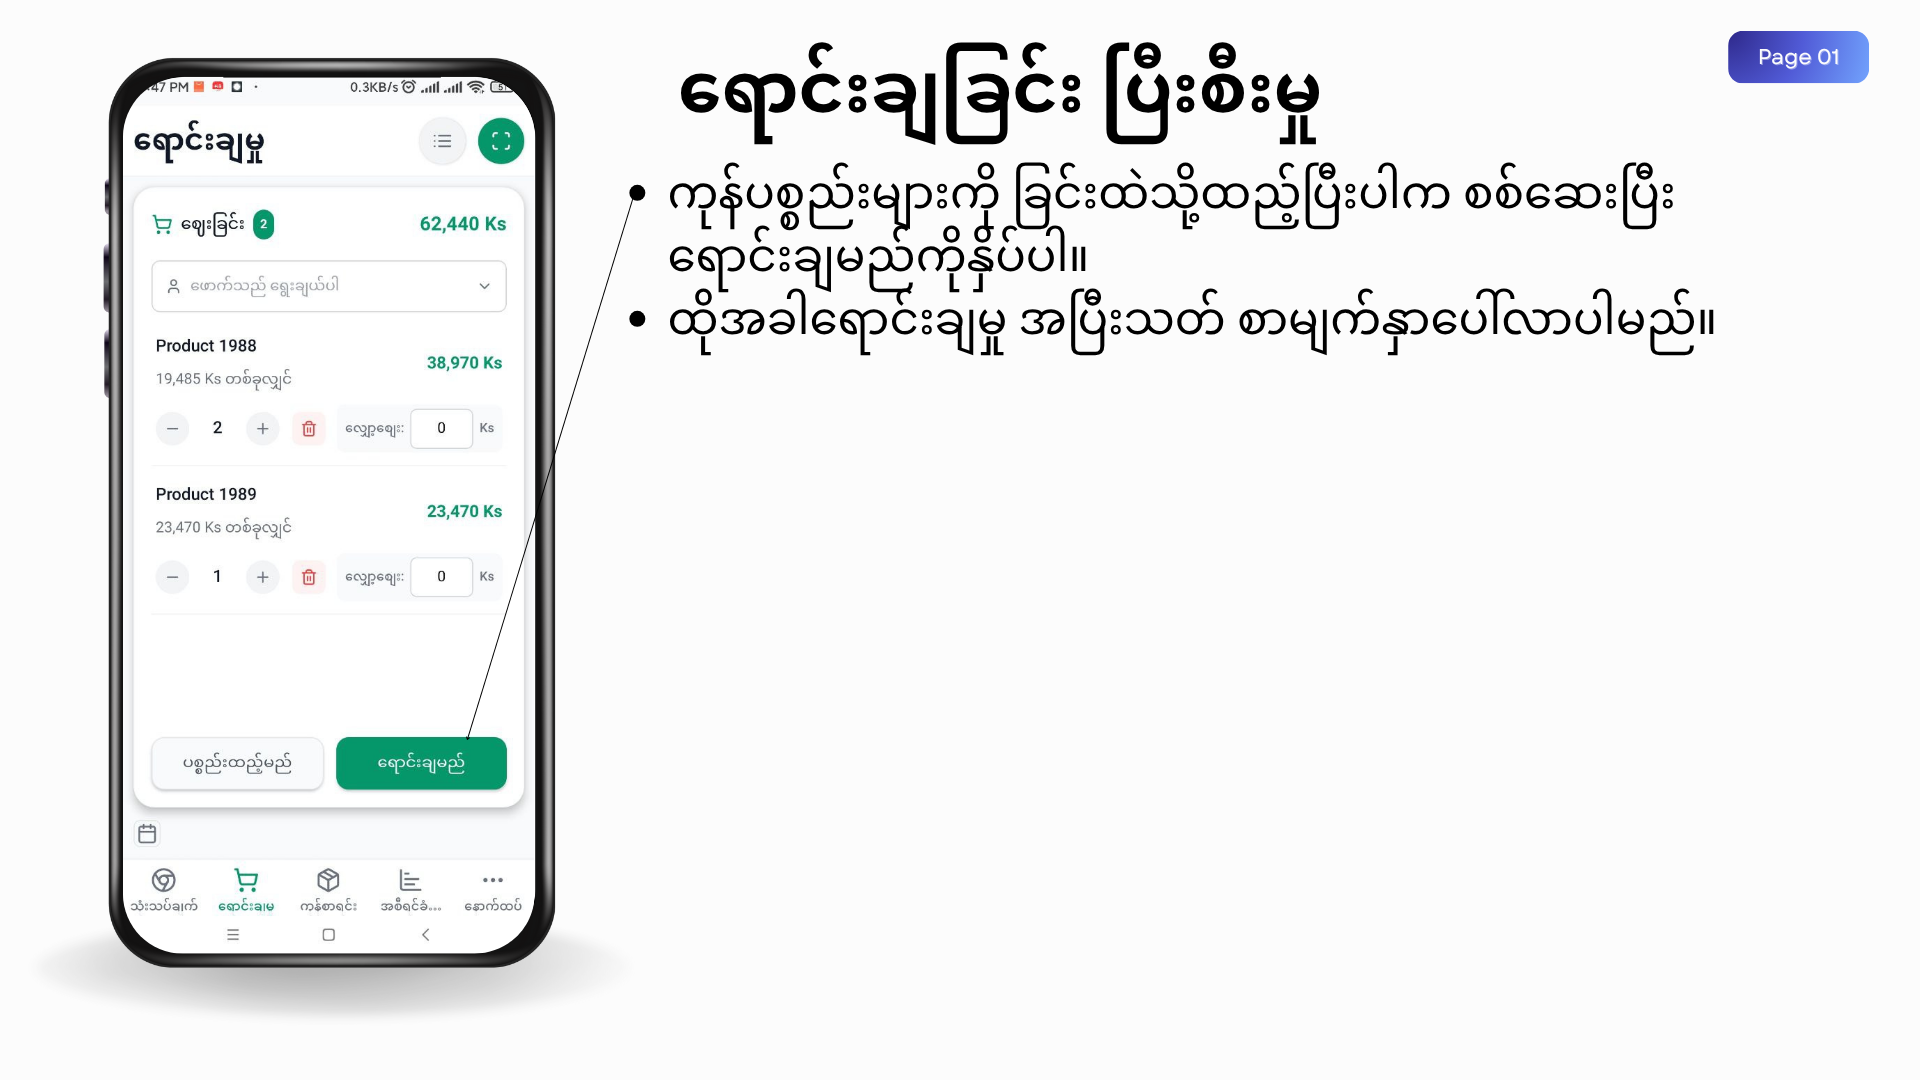 Page 01
ရောင်းချခြင်း ပြီးစီးမှု
• ကုန်ပစ္စည်းများကို ခြင်းထဲသို့ထည့်ပြီးပါက စစ်ဆေးပြီး
ရောင်းချမည်ကိုနှိပ်ပါ။
• ထိုအခါရောင်းချမှု အပြီးသတ် စာမျက်နှာပေါ်လာပါမည်။
47 PM 0.3KB/s
ရောင်းချမှု
ဈေးခြင်း 2 62,440 Ks
ဖောက်သည် ရွေးချယ်ပါ
Product 1988
38,970 Ks
19,485 Ks တစ်ခုလျှင်
2 လျှော့ဈေး: 0 Ks
Product 1989
23,470 Ks
23,470 Ks တစ်ခုလျှင်
1 လျှော့ဈေး: 0 Ks
ပစ္စည်းထည့်မည် ရောင်းချမည်
သုံးသပ်ချက် ရောင်းချမှု ကုန်စာရင်း အစီရင်ခံ... နောက်ထပ်